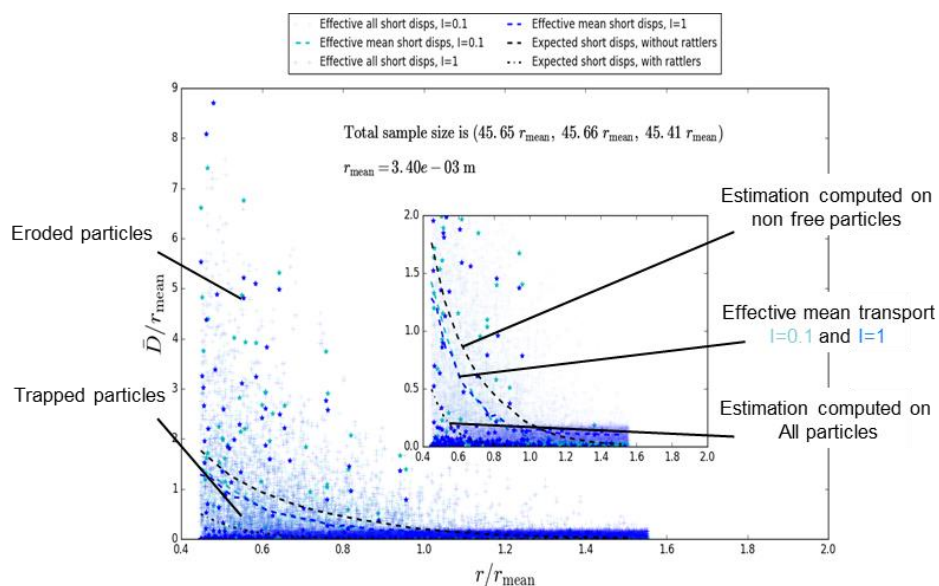 Effective all short disps, I=0.1
Effective mean short disps, I=0.1
Effective all short disps, I=1
Effective mean short disps, I=1
Expected short disps, without rattlers
Expected short disps, with rattlers
Total sample size is (45.65 r_mean, 45.66 r_mean, 45.41 r_mean)
r_mean = 3.40e − 03 m
Eroded particles
Trapped particles
Estimation computed on
non free particles
Effective mean transport
I=0.1 and I=1
Estimation computed on
All particles
D̄/r_mean
9
8
7
6
5
4
3
2
1
0
0.4 0.6 0.8 1.0 1.2 1.4 1.6 1.8 2.0
r/r_mean
2.0
1.5
1.0
0.5
0.0
0.4 0.6 0.8 1.0 1.2 1.4 1.6 1.8 2.0